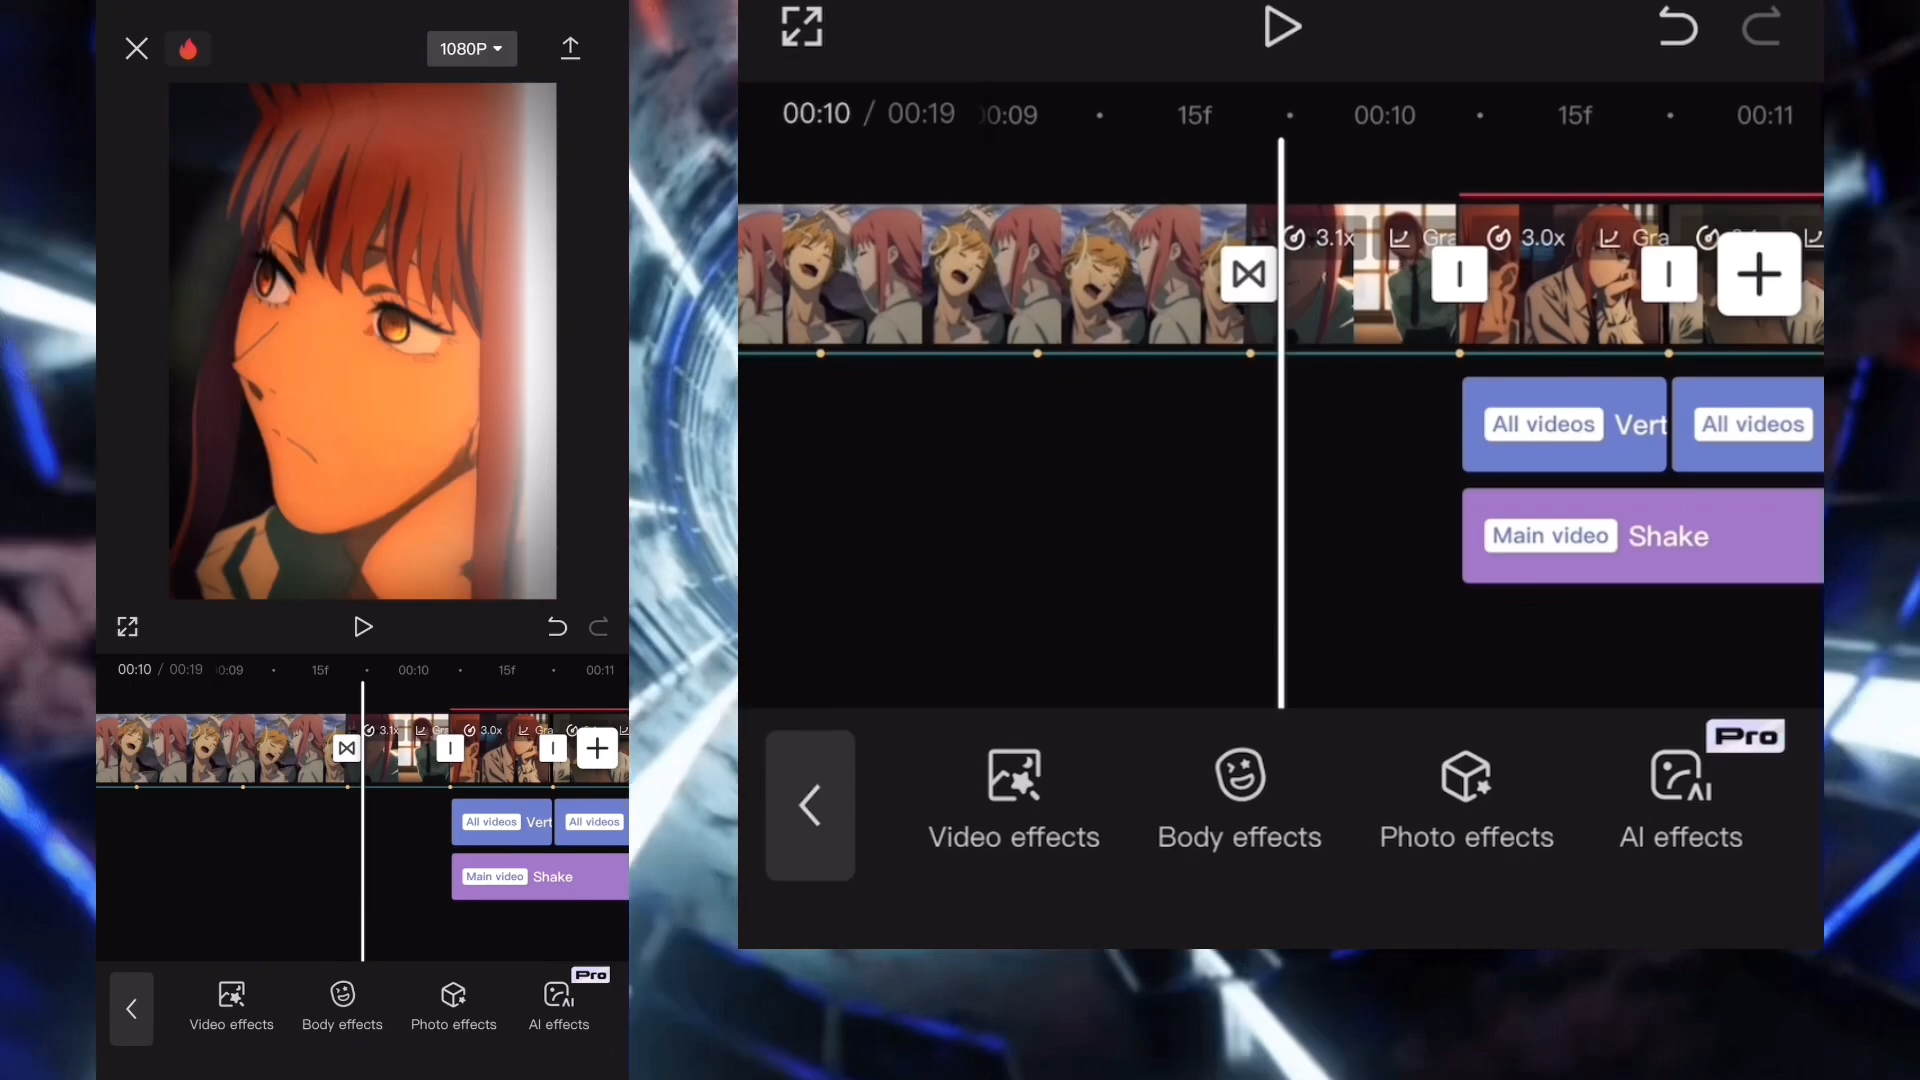 1080P
00:10 / 00:19 0:09 15f 00:10 15f 00:11
3.1x Gra 3.0x Gra
All videos Vert All videos
Main video Shake
Pro
Video effects Body effects Photo effects AI effects
00:10 / 00:19 0:09 15f 00:10 15f 00:11
3.1x Gra 3.0x Gra
All videos Vert All videos
Main video Shake
Pro
Video effects Body effects Photo effects AI effects